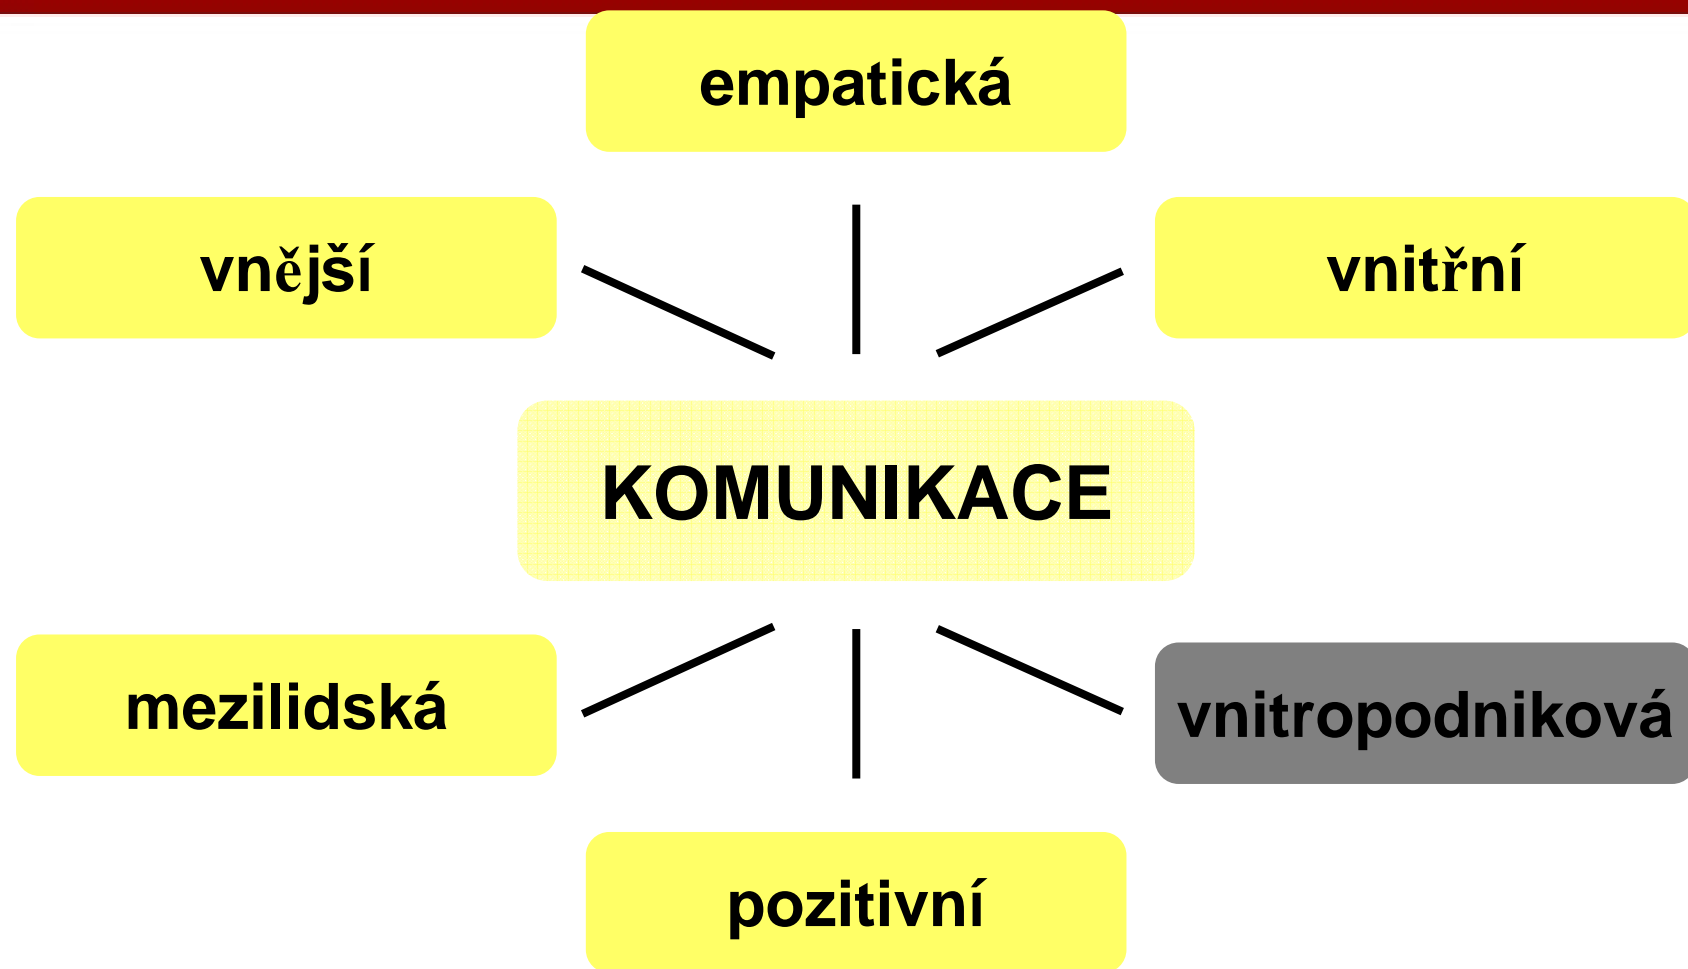 empatická
vnější
vnitřní
KOMUNIKACE
mezilidská
vnitropodniková
pozitivní